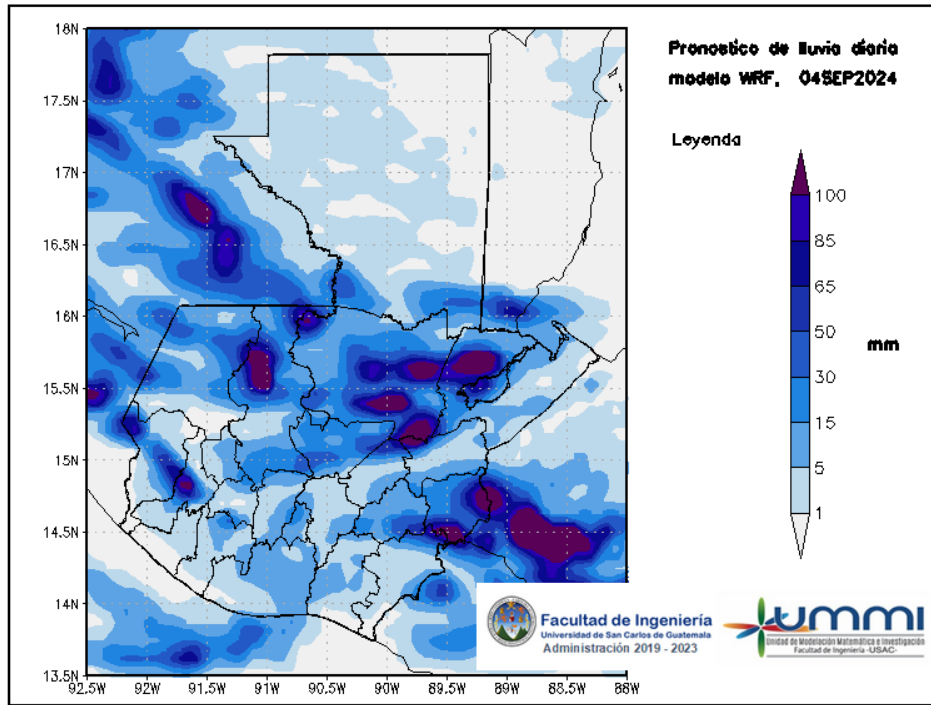 Pronostico de lluvia diaria
modelo WRF, 04SEP2024
Leyenda
100
85
65
50
30
15
5
1
mm
18N
17.5N
17N
16.5N
16N
15.5N
15N
14.5N
14N
13.5N
92.5W
92W
91.5W
91W
90.5W
90W
89.5W
89W
88.5W
88W
Facultad de Ingeniería
Universidad de San Carlos de Guatemala
Administración 2019 - 2023
UMMI
Unidad de Modelación Matemática e Investigación
Facultad de Ingeniería -USAC-